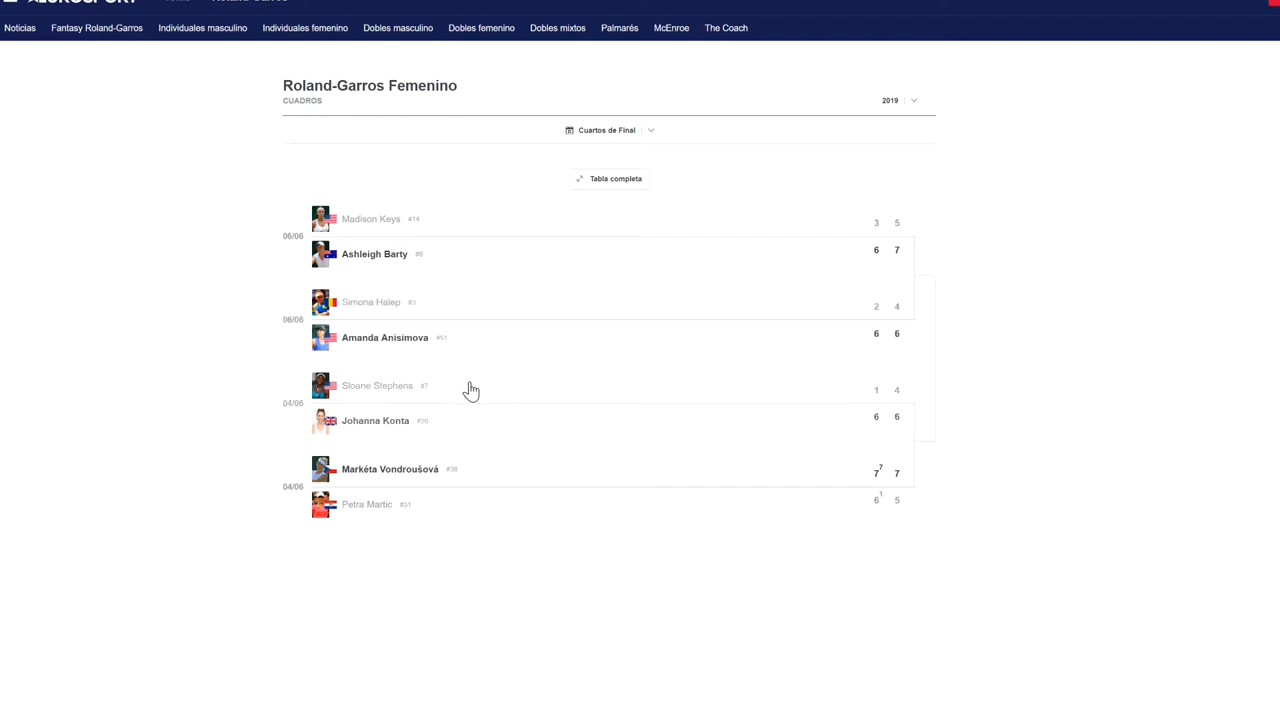 Noticias Fantasy Roland-Garros Individuales masculino Individuales femenino Dobles masculino Dobles femenino Dobles mixtos Palmarés McEnroe The Coach
Roland-Garros Femenino
CUADROS 2019
Cuartos de Final
Tabla completa
Madison Keys #14 3 5
06/06
Ashleigh Barty #8 6 7
Simona Halep #3 2 4
06/06
Amanda Anisimova #51 6 6
Sloane Stephens #7 1 4
04/06
Johanna Konta #26 6 6
Markéta Vondroušová #38 7 7 7
04/06
Petra Martic #31 6 1 5